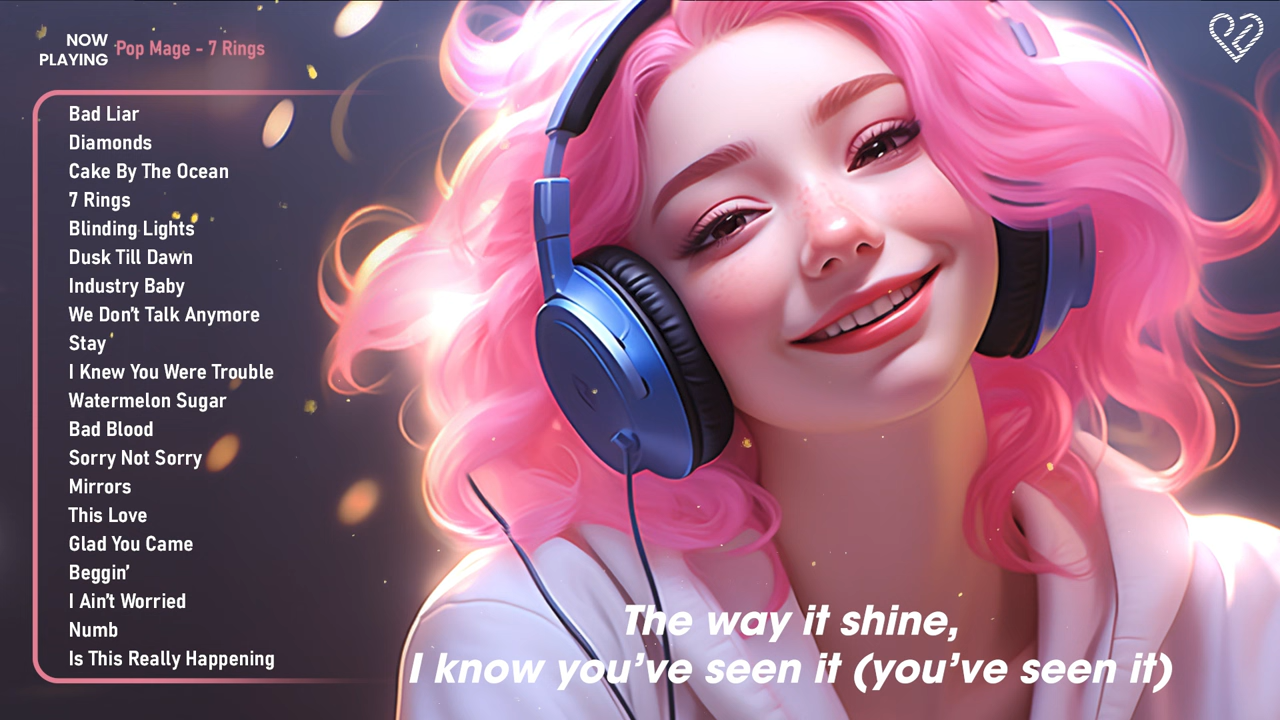 NOW
PLAYING
Pop Mage - 7 Rings
Bad Liar
Diamonds
Cake By The Ocean
7 Rings
Blinding Lights
Dusk Till Dawn
Industry Baby
We Don't Talk Anymore
Stay
I Knew You Were Trouble
Watermelon Sugar
Bad Blood
Sorry Not Sorry
Mirrors
This Love
Glad You Came
Beggin'
I Ain't Worried
Numb
Is This Really Happening
The way it shine,
I know you've seen it (you've seen it)